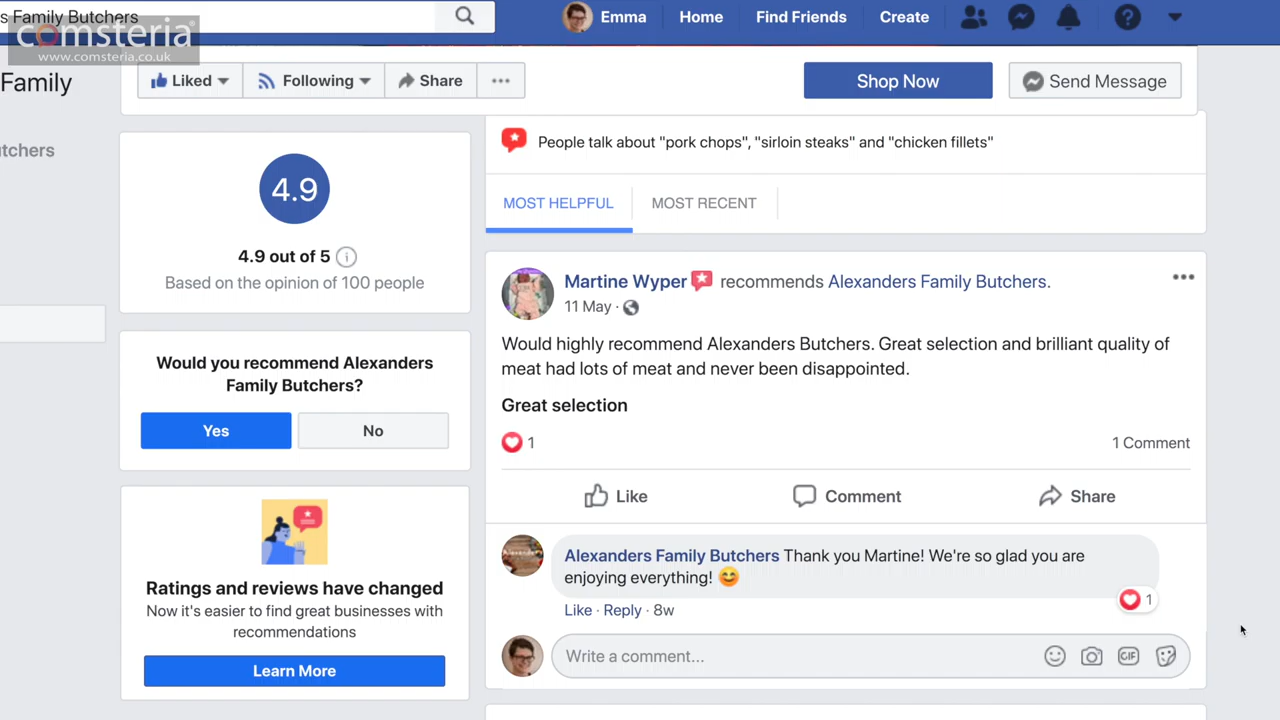 s Family Butchers
comsteria
www.comsteria.co.uk
Emma
Home
Find Friends
Create
Family
utchers
Liked
Following
Share
Shop Now
Send Message
4.9
4.9 out of 5
Based on the opinion of 100 people
Would you recommend Alexanders
Family Butchers?
Yes
No
Ratings and reviews have changed
Now it's easier to find great businesses with
recommendations
Learn More
People talk about "pork chops", "sirloin steaks" and "chicken fillets"
MOST HELPFUL
MOST RECENT
Martine Wyper recommends Alexanders Family Butchers.
11 May ·
Would highly recommend Alexanders Butchers. Great selection and brilliant quality of
meat had lots of meat and never been disappointed.
Great selection
1
1 Comment
Like
Comment
Share
Alexanders
Alexanders Family Butchers Thank you Martine! We're so glad you are
enjoying everything! 😊
1
Like · Reply · 8w
Write a comment...
GIF